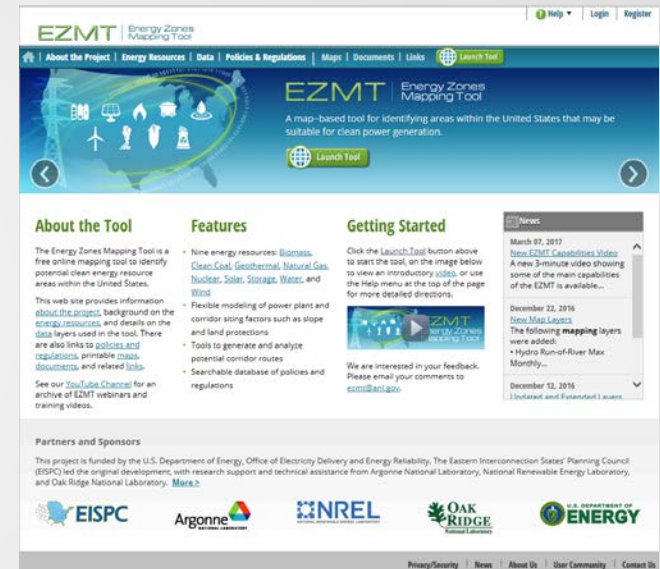 Help ▼ | Login | Register
EZMT | Energy Zones
Mapping Tool
About the Project | Energy Resources | Data | Policies & Regulations | Maps | Documents | Links | Launch Tool
EZMT | Energy Zones
Mapping Tool
A map-based tool for identifying areas within the United States that may be
suitable for clean power generation.
Launch Tool
About the Tool
The Energy Zones Mapping Tool is a
free online mapping tool to identify
potential clean energy resource
areas within the United States.
This web site provides information
about the project, background on the
energy resources, and details on the
data layers used in the tool. There
are also links to policies and
regulations, printable maps,
documents, and related links.
See our YouTube Channel for an
archive of EZMT webinars and
training videos.
Features
• Nine energy resources: Biomass,
Clean Coal, Geothermal, Natural Gas,
Nuclear, Solar, Storage, Water, and
Wind
• Flexible modeling of power plant and
corridor siting factors such as slope
and land protections
• Tools to generate and analyze
potential corridor routes
• Searchable database of policies and
regulations
Getting Started
Click the Launch Tool button above
to start the tool, on the image below
to view an introductory video, or use
the Help menu at the top of the page
for more detailed directions.
EZMT
Energy Zones
Mapping Tool
We are interested in your feedback.
Please email your comments to
ezmt@anl.gov.
News
March 07, 2017
New EZMT Capabilities Video
A new 3-minute video showing
some of the main capabilities
of the EZMT is available...
December 22, 2016
New Map Layers
The following mapping layers
were added:
• Hydro Run-of-River Max
Monthly...
December 12, 2016
Updated and Extended Layers
Partners and Sponsors
This project is funded by the U.S. Department of Energy, Office of Electricity Delivery and Energy Reliability. The Eastern Interconnection States' Planning Council
(EISPC) led the original development, with research support and technical assistance from Argonne National Laboratory, National Renewable Energy Laboratory,
and Oak Ridge National Laboratory. More >
EISPC
Argonne
NATIONAL LABORATORY
NREL
NATIONAL RENEWABLE ENERGY LABORATORY
OAK
RIDGE
National Laboratory
U.S. DEPARTMENT OF
ENERGY
Privacy/Security | News | About Us | User Community | Contact Us